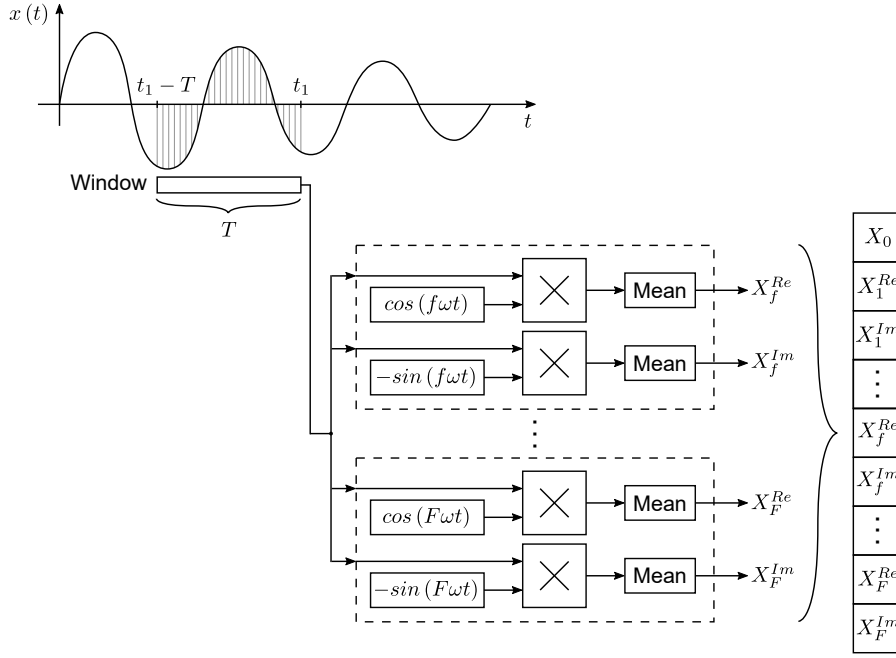 x (t)
t₁ − T
t₁
t
Window
T
cos (fωt)
Mean
X_f^{Re}
−sin (fωt)
Mean
X_f^{Im}
⋮
cos (Fωt)
Mean
X_F^{Re}
−sin (Fωt)
Mean
X_F^{Im}
X₀
X_1^{Re}
X_1^{Im}
⋮
X_f^{Re}
X_f^{Im}
⋮
X_F^{Re}
X_F^{Im}